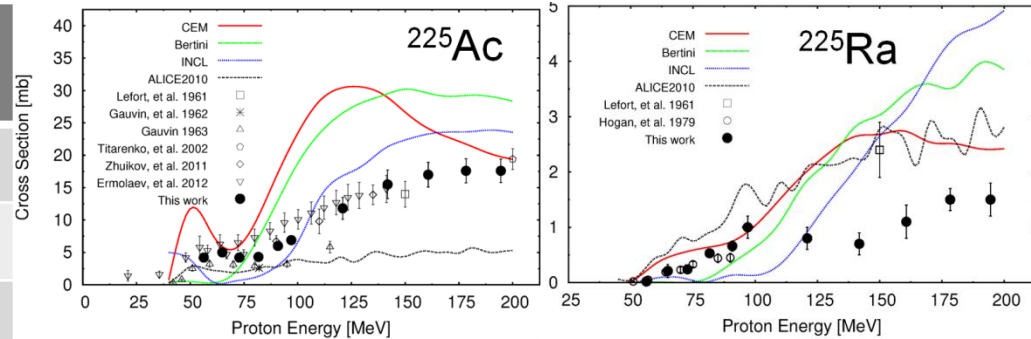 40
35
30
25
20
15
10
5
0
Cross Section [mb]
CEM
Bertini
INCL
ALICE2010
Lefort, et al. 1961
Gauvin, et al. 1962
Gauvin 1963
Titarenko, et al. 2002
Zhuikov, et al. 2011
Ermolaev, et al. 2012
This work
225Ac
0 25 50 75 100 125 150 175 200
Proton Energy [MeV]
5
4
3
2
1
0
CEM
Bertini
INCL
ALICE2010
Lefort, et al. 1961
Hogan, et al. 1979
This work
225Ra
25 50 75 100 125 150 175 200
Proton Energy [MeV]